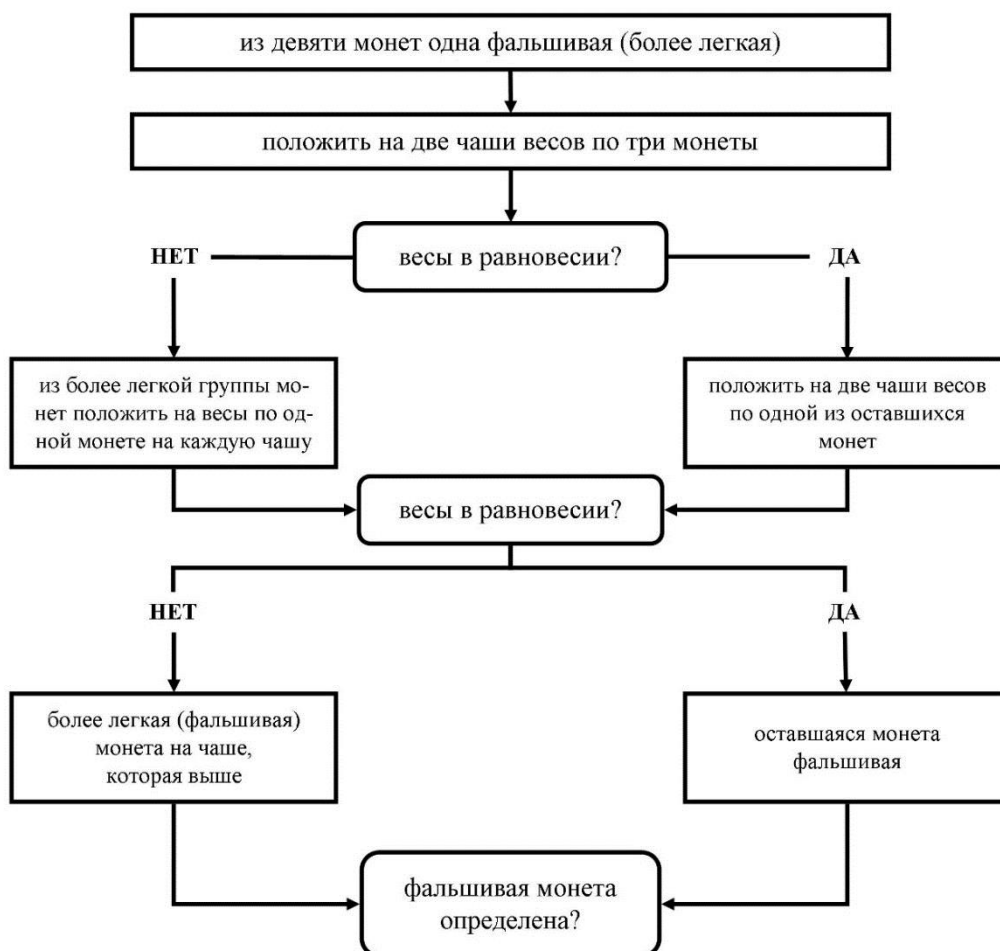 из девяти монет одна фальшивая (более легкая)
положить на две чаши весов по три монеты
весы в равновесии?
НЕТ
ДА
из более легкой группы мо-
нет положить на весы по од-
ной монете на каждую чашу
положить на две чаши весов
по одной из оставшихся
монет
весы в равновесии?
НЕТ
ДА
более легкая (фальшивая)
монета на чаше,
которая выше
оставшаяся монета
фальшивая
фальшивая монета
определена?